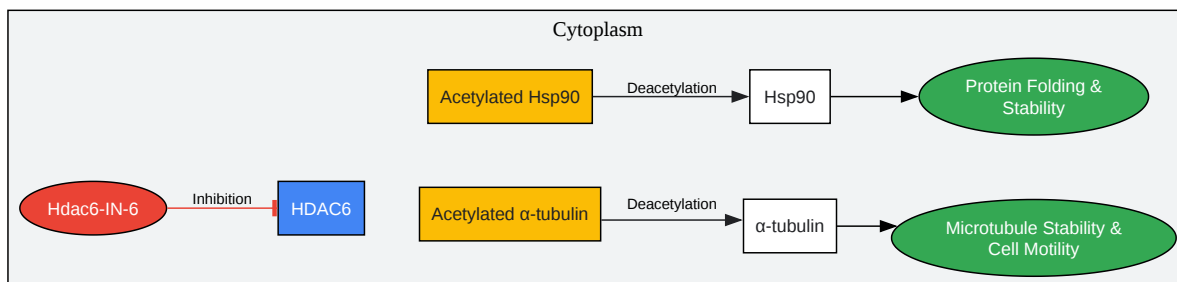 Cytoplasm
Acetylated Hsp90
Deacetylation
Hsp90
Protein Folding &
Stability
Hdac6-IN-6
Inhibition
HDAC6
Acetylated α-tubulin
Deacetylation
α-tubulin
Microtubule Stability &
Cell Motility